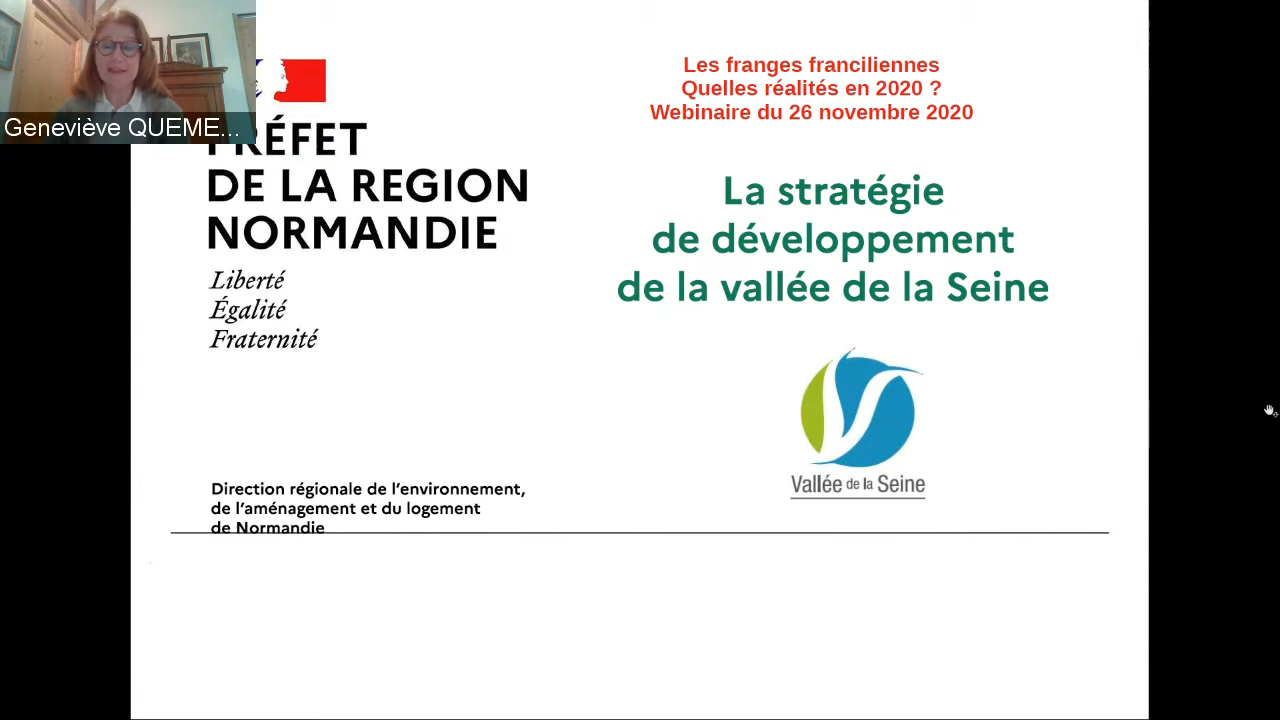 Geneviève QUEME...
PRÉFET
DE LA REGION
NORMANDIE
Liberté
Égalité
Fraternité
Direction régionale de l'environnement,
de l'aménagement et du logement
de Normandie
Les franges franciliennes
Quelles réalités en 2020 ?
Webinaire du 26 novembre 2020
La stratégie
de développement
de la vallée de la Seine
Vallée de la Seine